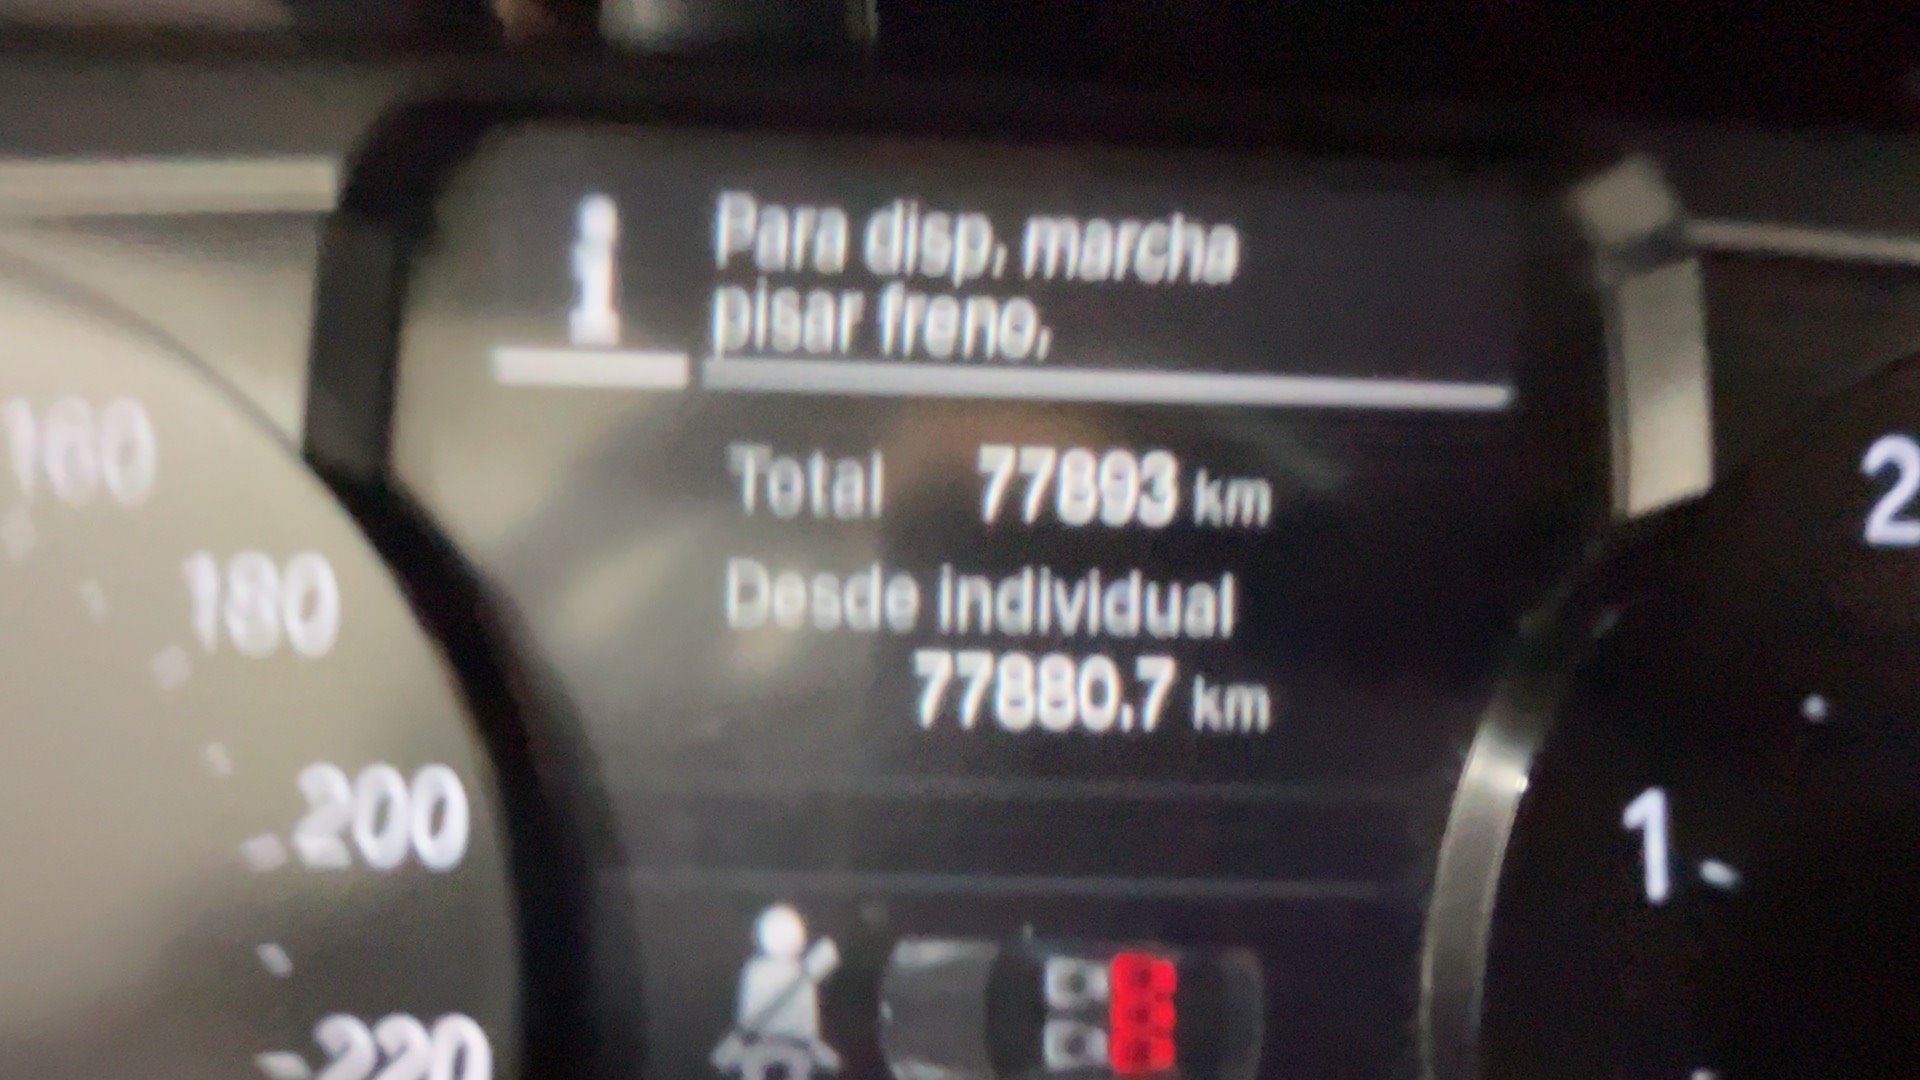 Para disp. marcha
pisar freno.
Total 77893 km
Desde individual
77880.7 km
160
180
200
220
2
1